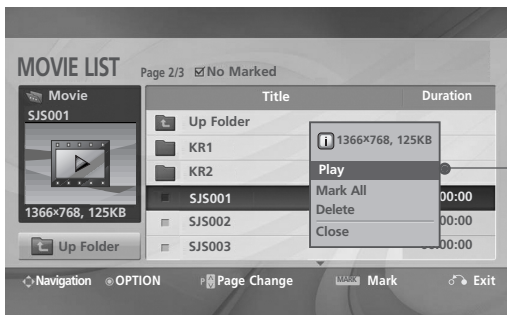 MOVIE LIST Page 2/3 ☑No Marked
Movie
SJS001
1366×768, 125KB
Up Folder
Title Duration
Up Folder
KR1
KR2
SJS001 00:00
SJS002 00:00
SJS003 00:00
i 1366×768, 125KB
Play
Mark All
Delete
Close
Navigation OPTION P Page Change MARK Mark Exit